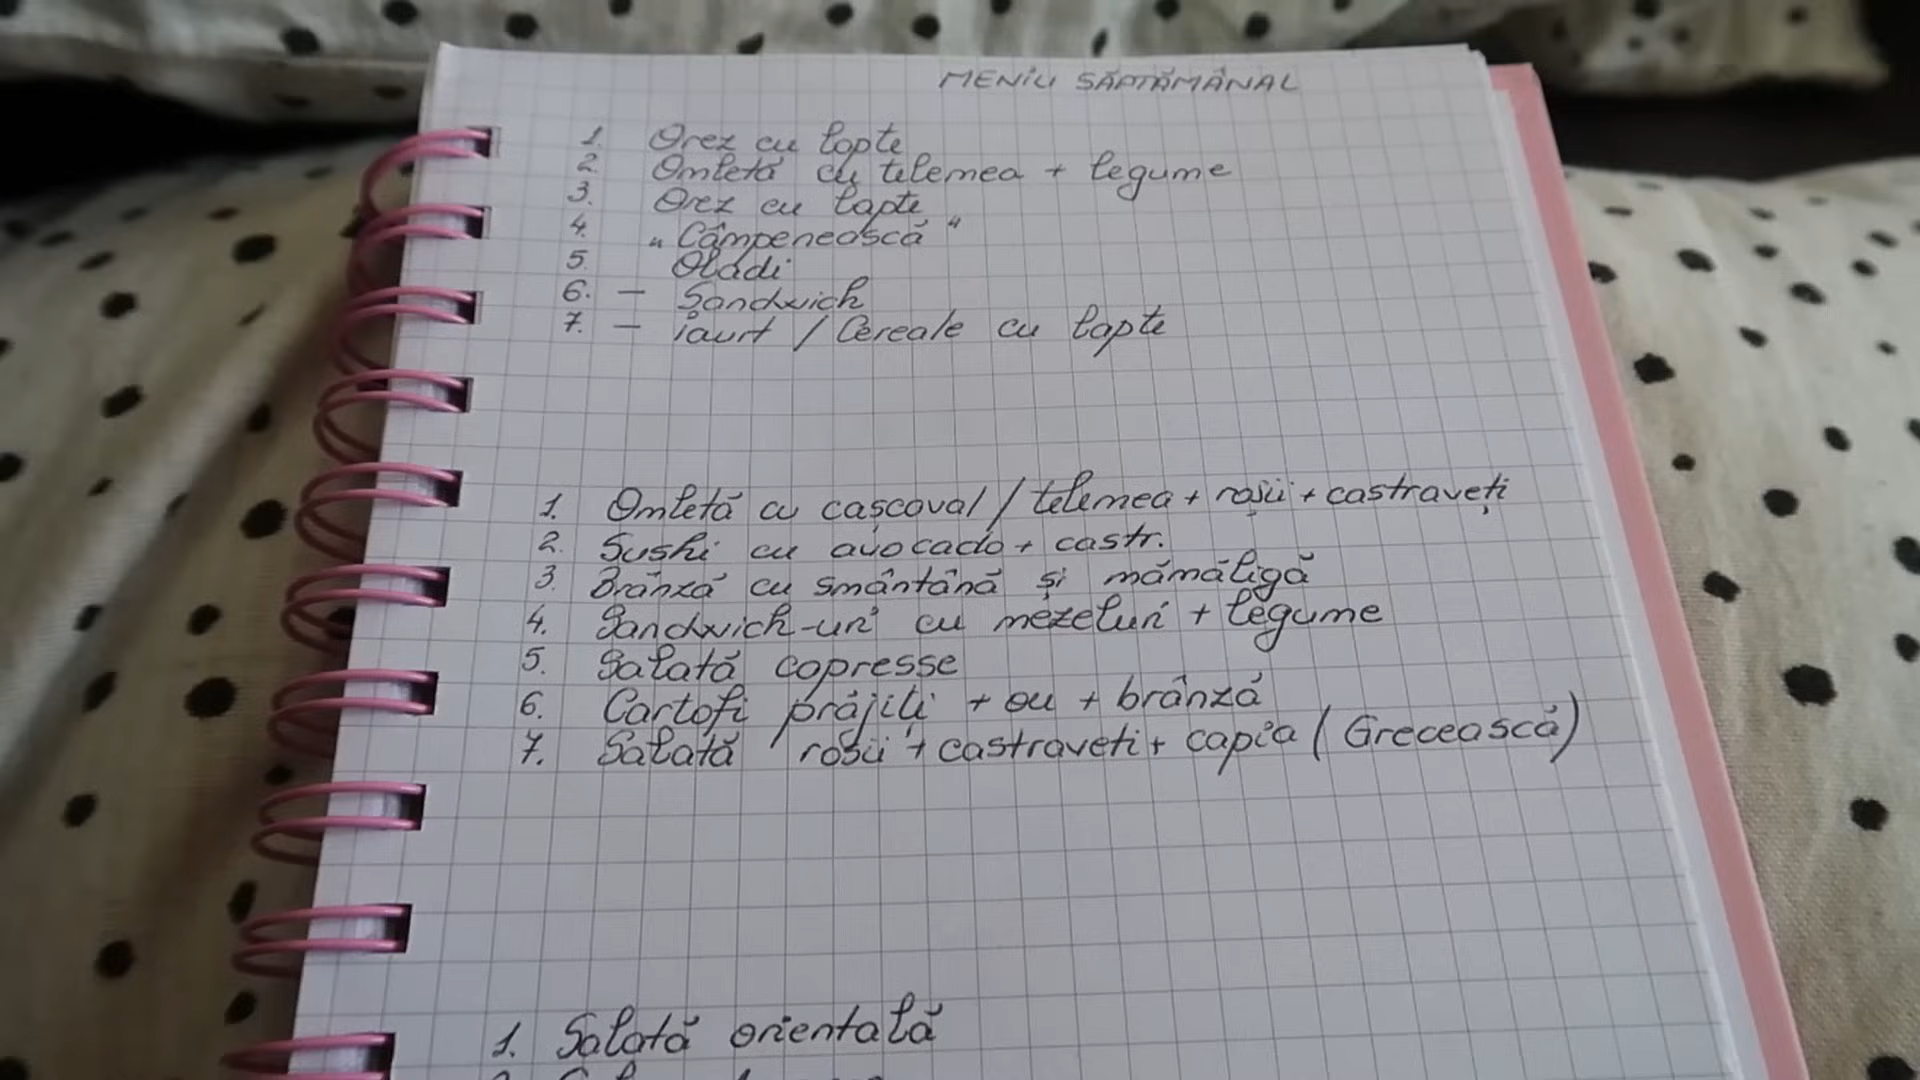 MENIU SĂPTĂMÂNAL
1. Orez cu lapte
2. Omletă cu telemea + legume
3. Orez cu lapte
4. „Câmpenească"
5. Oladi
6. - Sandwich
7. - iaurt / Cereale cu lapte
1. Omletă cu cașcaval / telemea + roșii + castraveți
2. Sushi cu avocado + castr.
3. Brânză cu smântână și mămăligă
4. Sandwich-uri cu mezeluri + legume
5. Salată copresse
6. Cartofi prăjiți + ou + brânză
7. Salată roșii + castraveti + capia (Grecească)
1. Salată orientală